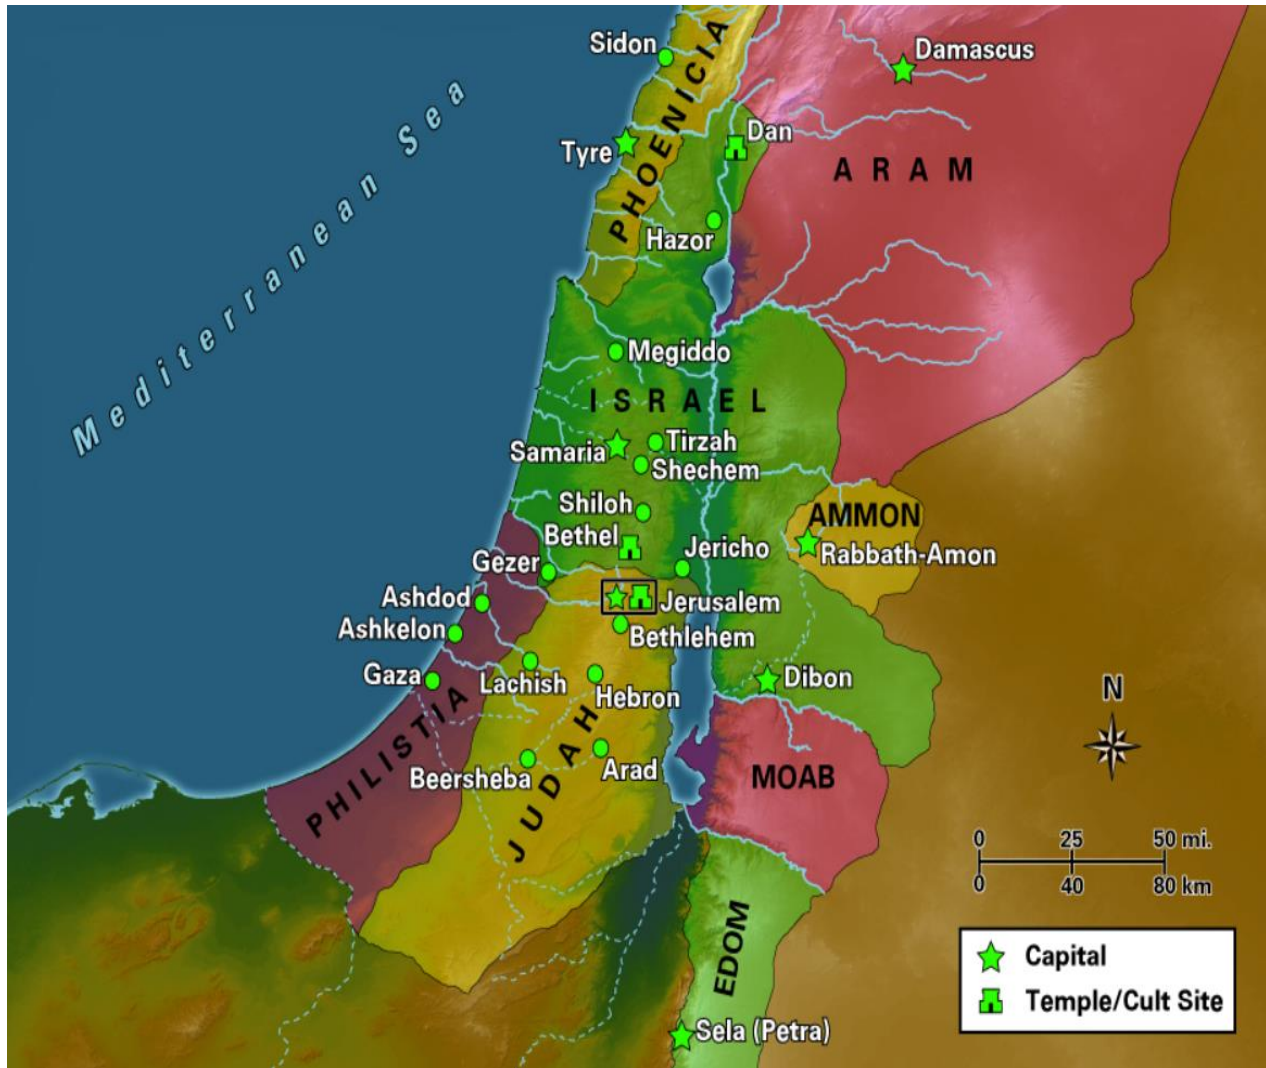 Sidon
Damascus
PHOENICIA
Mediterranean Sea
Dan
Tyre
ARAM
Hazor
Megiddo
ISRAEL
Tirzah
Samaria
Shechem
Shiloh
AMMON
Bethel
Jericho
Rabbath-Amon
Gezer
Ashdod
Jerusalem
Ashkelon
Bethlehem
Gaza
Lachish
Dibon
Hebron
N
PHILISTIA
JUDAH
Arad
MOAB
Beersheba
0 25 50 mi.
0 40 80 km
EDOM
Capital
Temple/Cult Site
Sela (Petra)